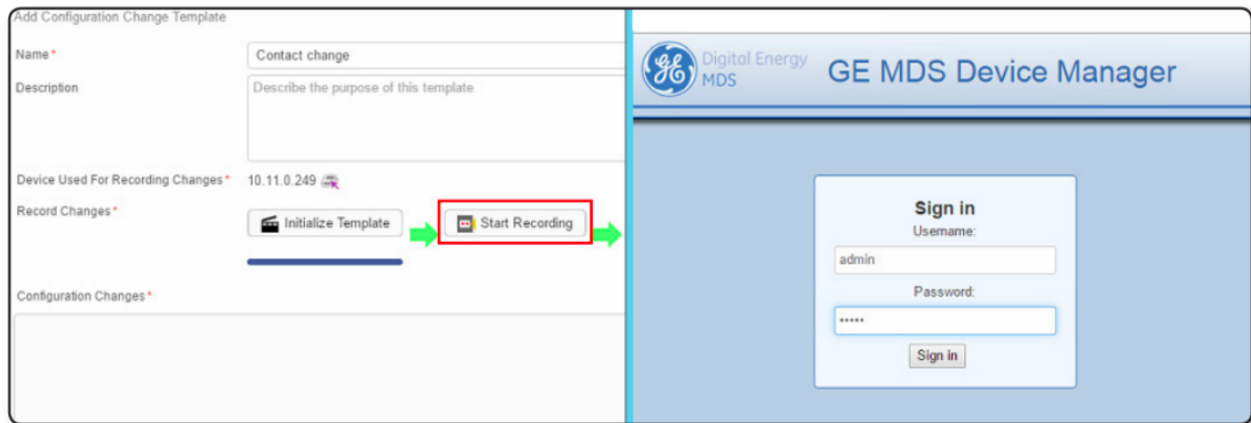 Add Configuration Change Template
Name*
Contact change
Description
Describe the purpose of this template
Device Used For Recording Changes*
10.11.0.249
Record Changes*
Initialize Template
Start Recording
Configuration Changes*
GE
Digital Energy
MDS
GE MDS Device Manager
Sign in
Username:
admin
Password:
•••••
Sign in